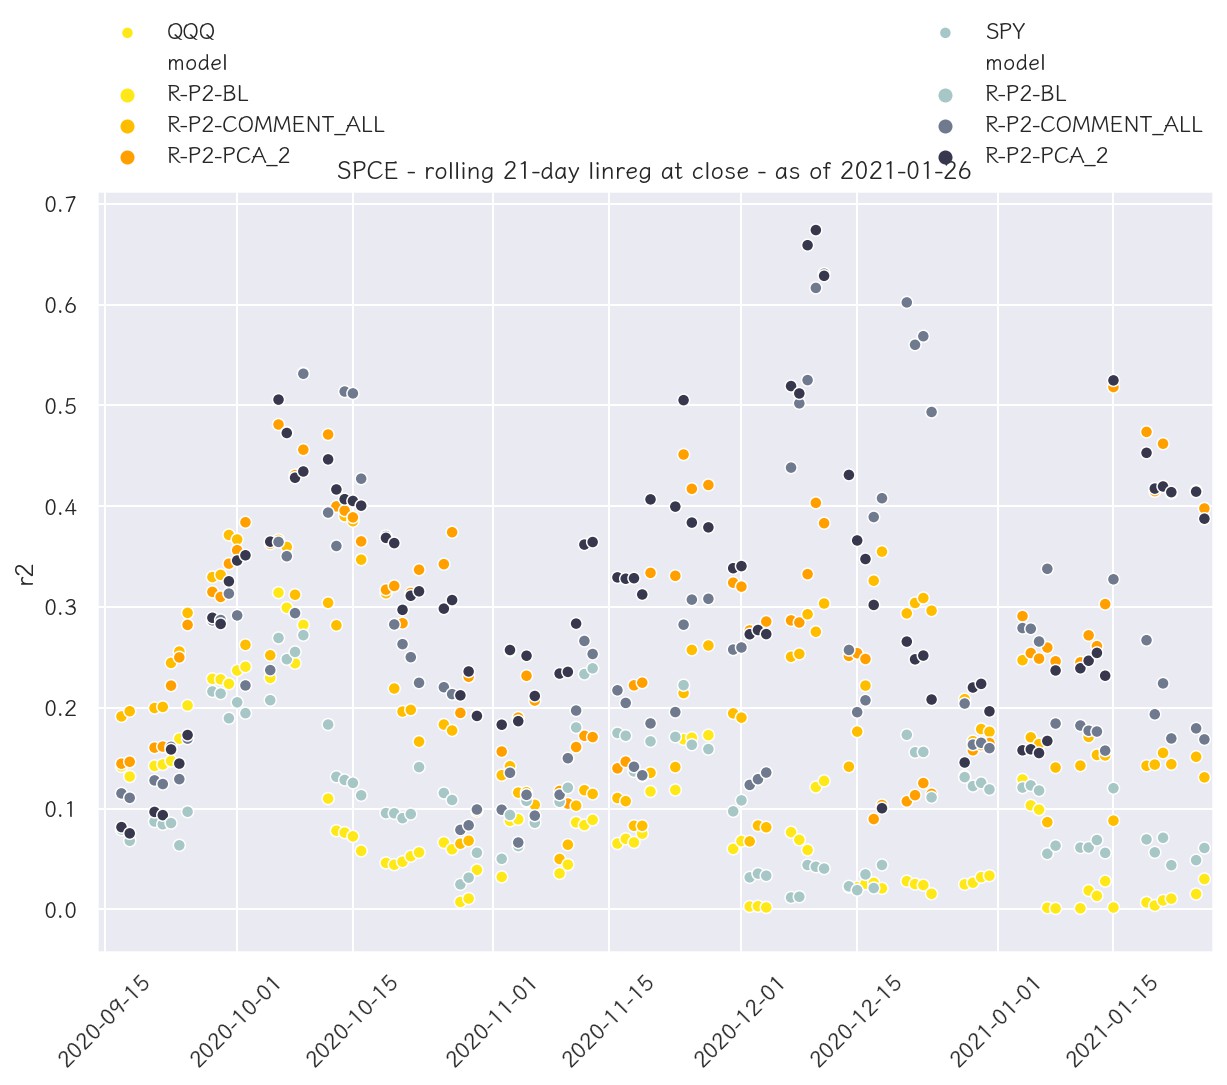 QQQ
model
R-P2-BL
R-P2-COMMENT_ALL
R-P2-PCA_2
SPY
model
R-P2-BL
R-P2-COMMENT_ALL
R-P2-PCA_2
SPCE - rolling 21-day linreg at close - as of 2021-01-26
r2
0.7
0.6
0.5
0.4
0.3
0.2
0.1
0.0
2020-09-15
2020-10-01
2020-10-15
2020-11-01
2020-11-15
2020-12-01
2020-12-15
2021-01-01
2021-01-15